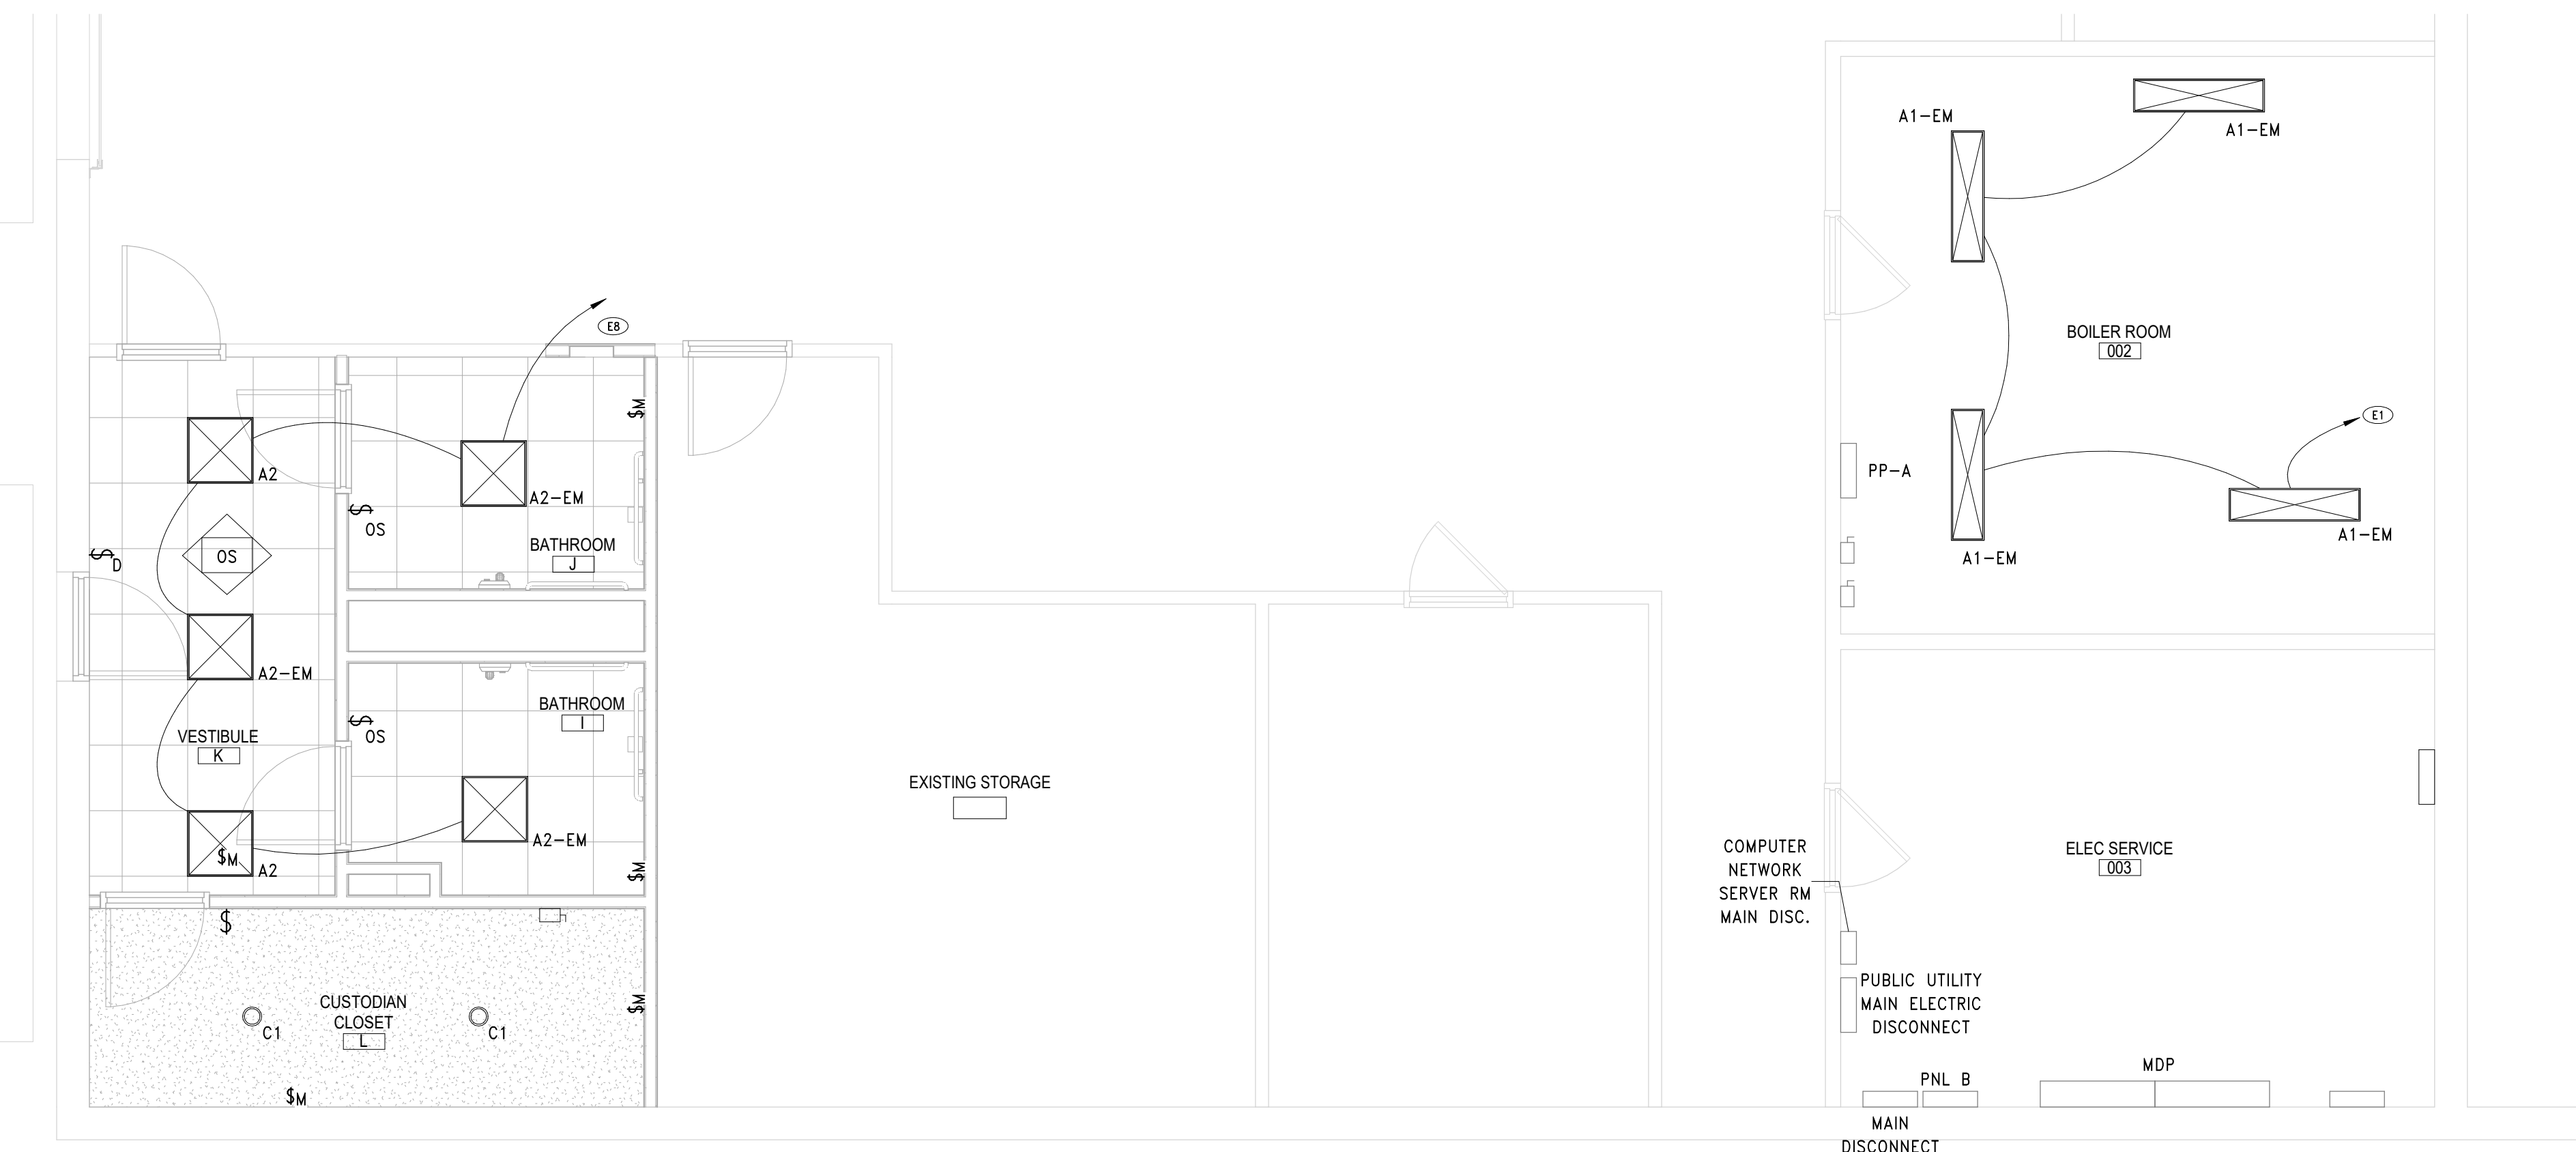 A1-EM
A1-EM
E8
BOILER ROOM
002
$M
E1
A2
PP-A
A2-EM
$
OS
A1-EM
BATHROOM
J
OS
$
D
A1-EM
A2-EM
BATHROOM
I
$
OS
VESTIBULE
K
EXISTING STORAGE
A2-EM
COMPUTER
NETWORK
SERVER RM
MAIN DISC.
ELEC SERVICE
003
$M
A2
$M
$
PUBLIC UTILITY
MAIN ELECTRIC
DISCONNECT
CUSTODIAN
CLOSET
L
C1
C1
$M
MDP
PNL B
$M
MAIN
DISCONNECT